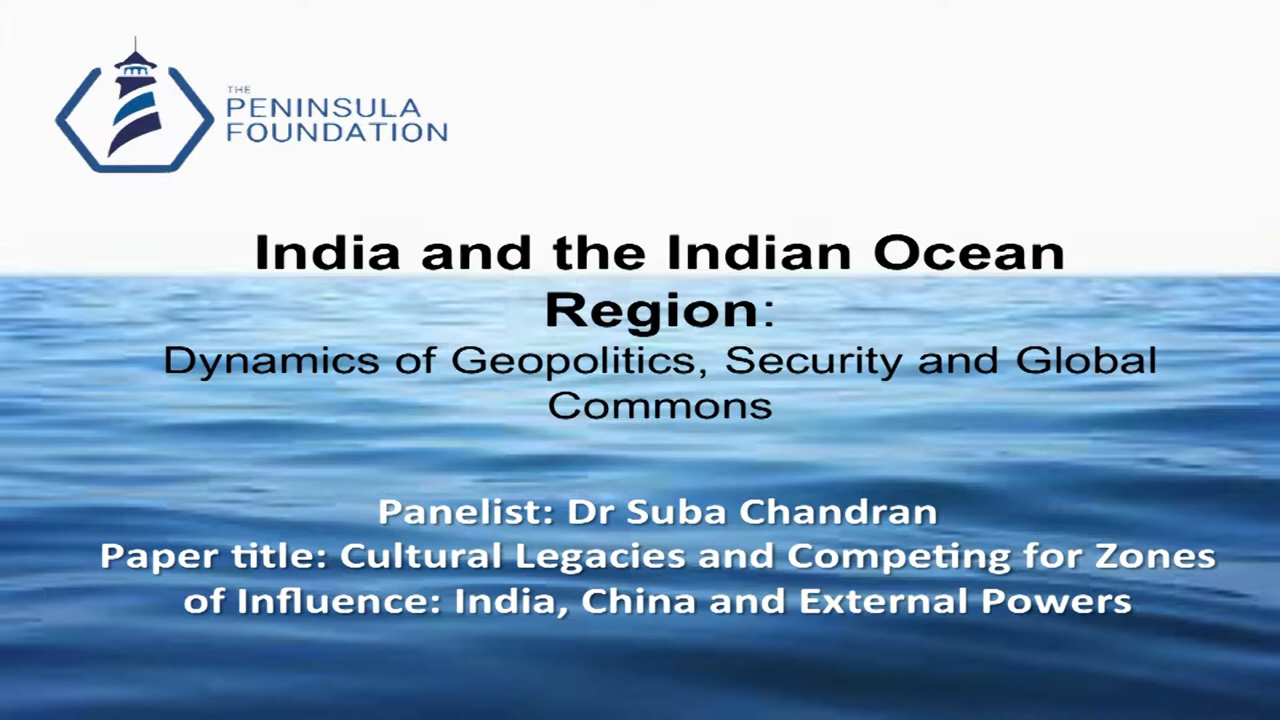 THE
PENINSULA
FOUNDATION
India and the Indian Ocean
Region:
Dynamics of Geopolitics, Security and Global
Commons
Panelist: Dr Suba Chandran
Paper title: Cultural Legacies and Competing for Zones
of Influence: India, China and External Powers